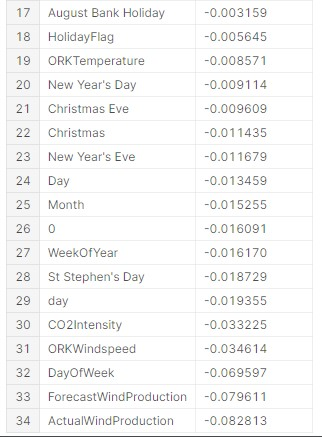 17 August Bank Holiday -0.003159
18 HolidayFlag -0.005645
19 ORKTemperature -0.008571
20 New Year's Day -0.009114
21 Christmas Eve -0.009609
22 Christmas -0.011435
23 New Year's Eve -0.011679
24 Day -0.013459
25 Month -0.015255
26 0 -0.016091
27 WeekOfYear -0.016170
28 St Stephen's Day -0.018729
29 day -0.019355
30 CO2Intensity -0.033225
31 ORKWindspeed -0.034614
32 DayOfWeek -0.069597
33 ForecastWindProduction -0.079611
34 ActualWindProduction -0.082813